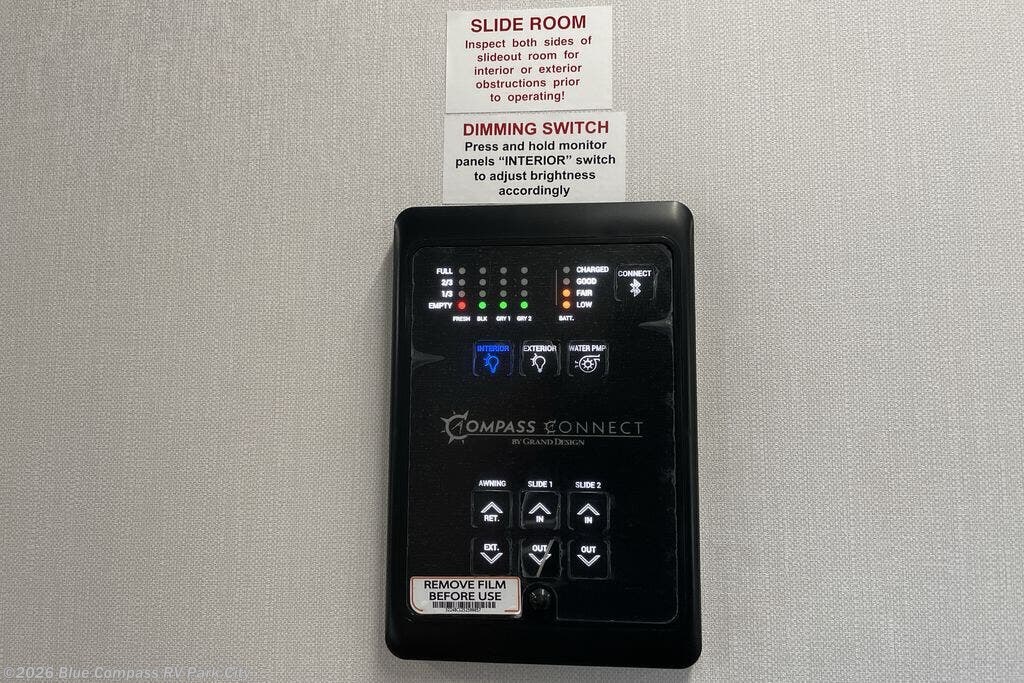 SLIDE ROOM
Inspect both sides of
slideout room for
interior or exterior
obstructions prior
to operating!
DIMMING SWITCH
Press and hold monitor
panels “INTERIOR” switch
to adjust brightness
accordingly
FULL
2/3
1/3
EMPTY
FRESH BLK GRY 1 GRY 2
CHARGED
GOOD
FAIR
LOW
BATT.
CONNECT
INTERIOR EXTERIOR WATER PMP
COMPASS CONNECT
BY GRAND DESIGN
AWNING SLIDE 1 SLIDE 2
RET. IN IN
EXT. OUT OUT
REMOVE FILM
BEFORE USE
©2026 Blue Compass RV Park City